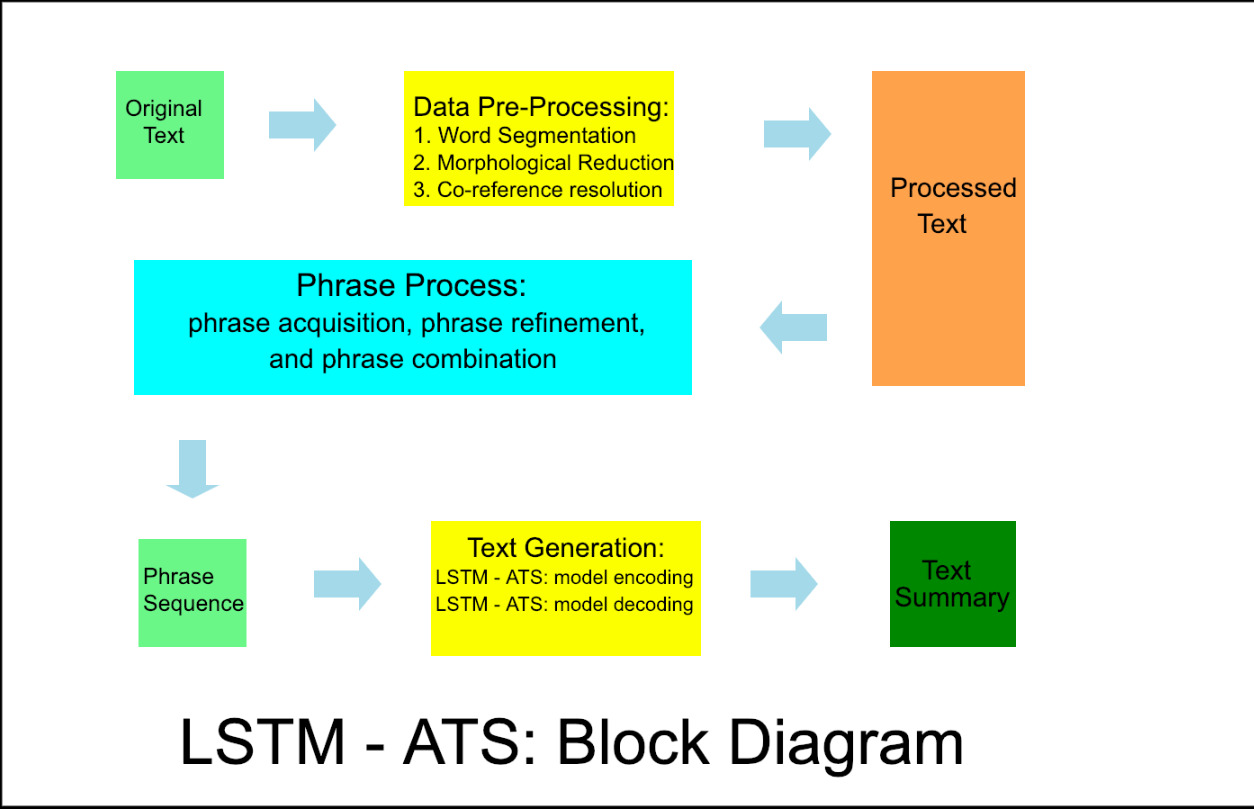 Original
Text
Data Pre-Processing:
1. Word Segmentation
2. Morphological Reduction
3. Co-reference resolution
Processed
Text
Phrase Process:
phrase acquisition, phrase refinement,
and phrase combination
Phrase
Sequence
Text Generation:
LSTM - ATS: model encoding
LSTM - ATS: model decoding
Text
Summary
LSTM - ATS: Block Diagram